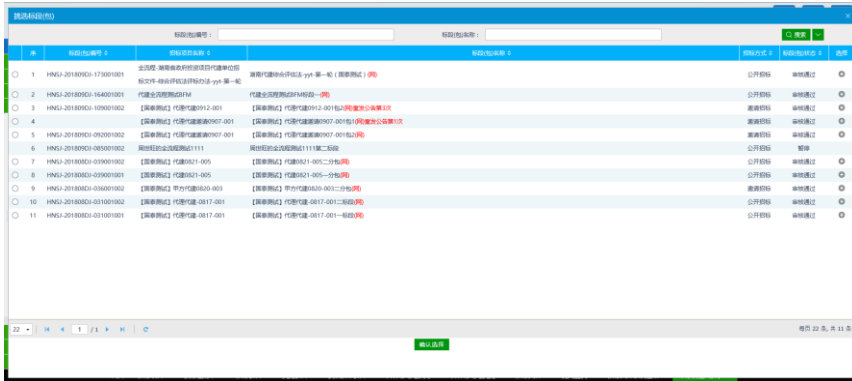 挑选标段(包)
标段(包)编号： 标段(包)名称： 搜索
序 标段(包)编号 招标项目名称 标段(包)名称 招标方式 标段(包)状态 选择
1 HNSJ-201809DJ-173001001 全流程-湖南省政府投资项目代建单位招标文件-综合评估法评标办法-yyt-第一轮 湖南代建综合评估法-yyt-第一轮（国泰测试）(网) 公开招标 审核通过
2 HNSJ-201809DJ-164001001 代建全流程测试BFM 代建全流程测试BFM标段一(网) 公开招标 审核通过
3 HNSJ-201809DJ-109001002 【国泰测试】代理代建0912-001 【国泰测试】代理代建0912-001包2(网)重发公告第3次 邀请招标 审核通过
4 【国泰测试】代理代建邀请0907-001 【国泰测试】代理代建邀请0907-001包1(网)重发公告第 次 邀请招标 审核通过
5 HNSJ-201809DJ-092001002 【国泰测试】代理代建邀请0907-001 【国泰测试】代理代建邀请0907-001包2(网) 邀请招标 审核通过
6 HNSJ-201809DJ-085001002 周世旺的全流程测试1111 周世旺的全流程测试1111第二标段 公开招标 暂停
7 HNSJ-201808DJ-039001002 【国泰测试】代建0821-005 【国泰测试】代建0821-005二分包(网) 公开招标 审核通过
8 HNSJ-201808DJ-039001001 【国泰测试】代建0821-005 【国泰测试】代建0821-005一分包(网) 公开招标 审核通过
9 HNSJ-201808DJ-036001002 【国泰测试】甲方代建0820-003 【国泰测试】甲方代建0820-003二分包(网) 邀请招标 审核通过
10 HNSJ-201808DJ-031001002 【国泰测试】代理代建-0817-001 【国泰测试】代理代建-0817-001二标段(网) 公开招标 审核通过
11 HNSJ-201808DJ-031001001 【国泰测试】代理代建-0817-001 【国泰测试】代理代建-0817-001一标段(网) 公开招标 审核通过
22 1 / 1 每页 22 条, 共 11 条
确认选择